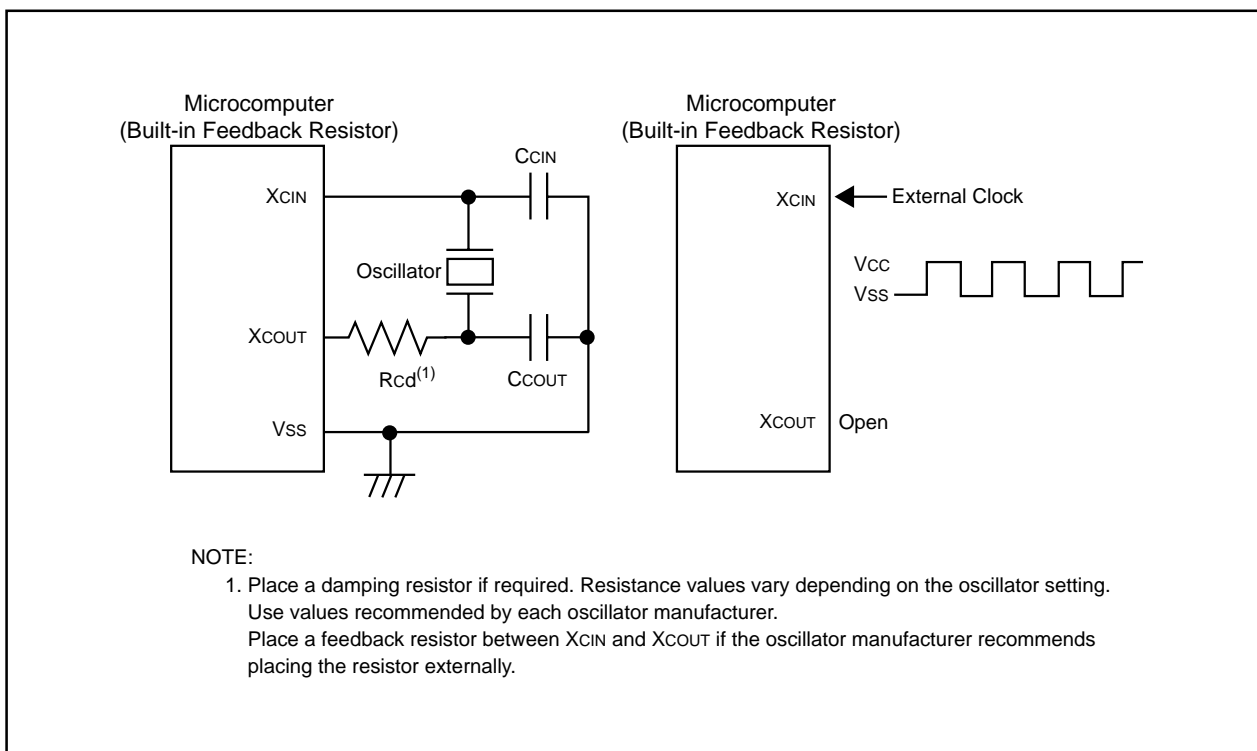 Microcomputer
(Built-in Feedback Resistor)
XCIN
CCIN
Oscillator
XCOUT
RCd(1)
CCOUT
VSS
Microcomputer
(Built-in Feedback Resistor)
XCIN
External Clock
VCC
VSS
XCOUT
Open
NOTE:
1. Place a damping resistor if required. Resistance values vary depending on the oscillator setting.
Use values recommended by each oscillator manufacturer.
Place a feedback resistor between XCIN and XCOUT if the oscillator manufacturer recommends
placing the resistor externally.